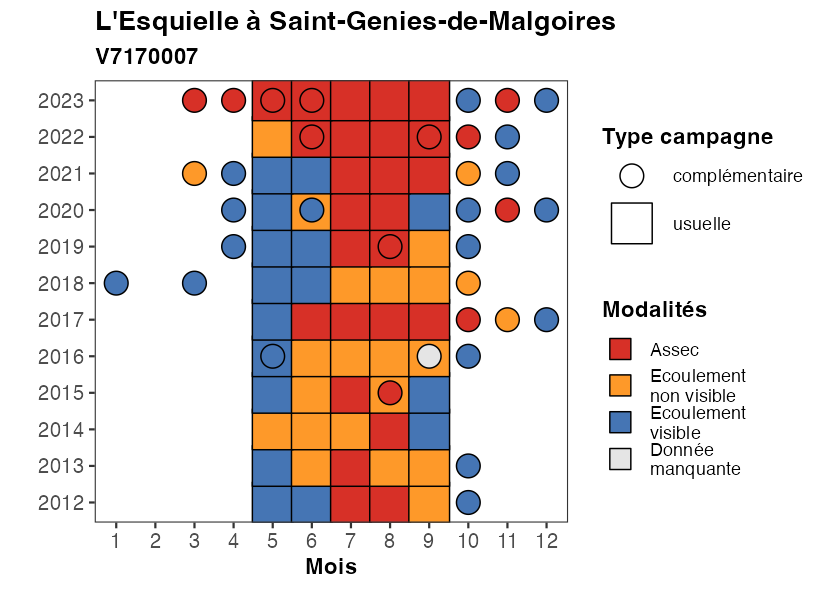 L'Esquielle à Saint-Genies-de-Malgoires
V7170007
2023
2022
2021
2020
2019
2018
2017
2016
2015
2014
2013
2012
1 2 3 4 5 6 7 8 9 10 11 12
Mois
Type campagne
complémentaire
usuelle
Modalités
Assec
Ecoulement
non visible
Ecoulement
visible
Donnée
manquante